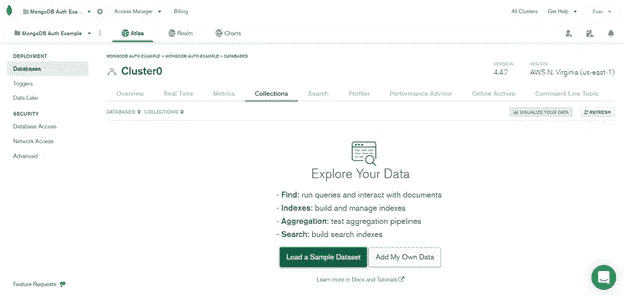 MongoDB Auth Example
Access Manager
Billing
All Clusters
Get Help
Evan
MongoDB Auth Example
Atlas
Realm
Charts
DEPLOYMENT
Databases
Triggers
Data Lake
SECURITY
Database Access
Network Access
Advanced
MONGODB AUTH EXAMPLE > MONGODB AUTH EXAMPLE > DATABASES
Cluster0
VERSION
4.4.7
REGION
AWS N. Virginia (us-east-1)
Overview
Real Time
Metrics
Collections
Search
Profiler
Performance Advisor
Online Archive
Command Line Tools
DATABASES: 0 COLLECTIONS: 0
VISUALIZE YOUR DATA
REFRESH
Explore Your Data
- Find: run queries and interact with documents
- Indexes: build and manage indexes
- Aggregation: test aggregation pipelines
- Search: build search indexes
Load a Sample Dataset
Add My Own Data
Learn more in Docs and Tutorials
Feature Requests